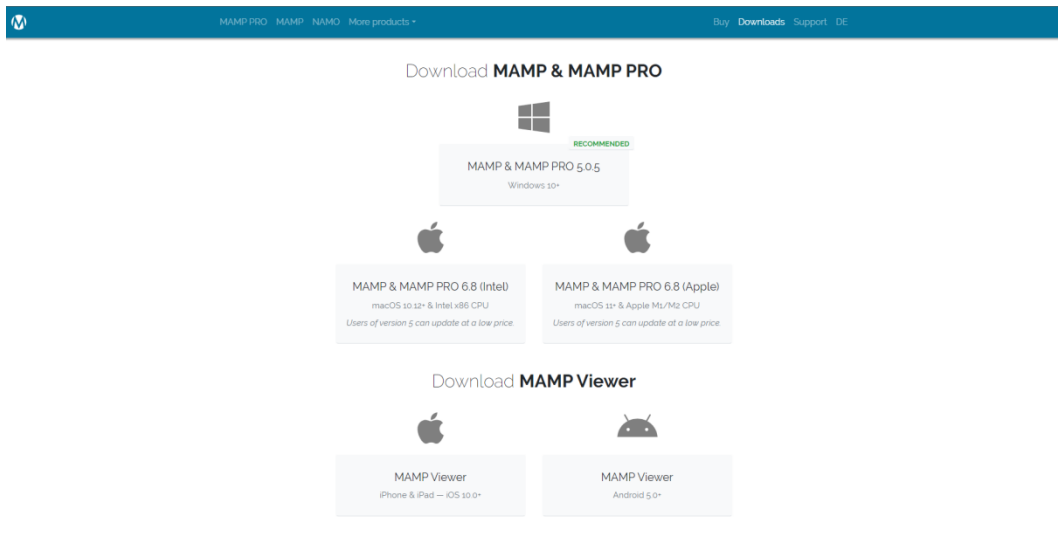 M
MAMP PRO MAMP NAMO More products
Buy Downloads Support DE
Download MAMP & MAMP PRO
RECOMMENDED
MAMP & MAMP PRO 5.0.5
Windows 10+
MAMP & MAMP PRO 6.8 (Intel)
macOS 10.12+ & Intel x86 CPU
Users of version 5 can update at a low price.
MAMP & MAMP PRO 6.8 (Apple)
macOS 11+ & Apple M1/M2 CPU
Users of version 5 can update at a low price.
Download MAMP Viewer
MAMP Viewer
iPhone & iPad — iOS 10.0+
MAMP Viewer
Android 5.0+